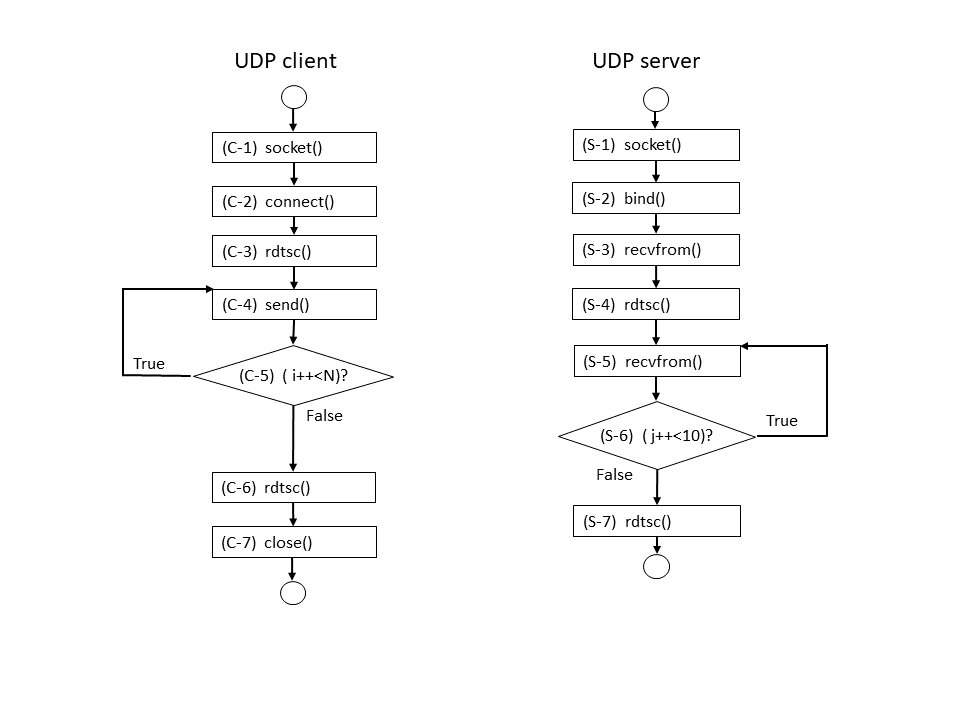 UDP client
(C-1) socket()
(C-2) connect()
(C-3) rdtsc()
(C-4) send()
True
(C-5) ( i++<N)?
False
(C-6) rdtsc()
(C-7) close()
UDP server
(S-1) socket()
(S-2) bind()
(S-3) recvfrom()
(S-4) rdtsc()
(S-5) recvfrom()
True
(S-6) ( j++<10)?
False
(S-7) rdtsc()